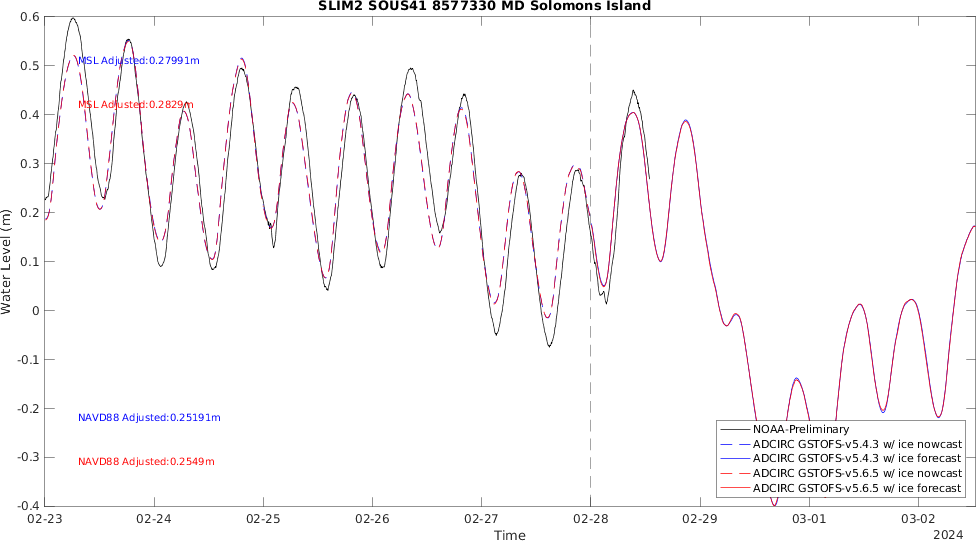 SLIM2 SOUS41 8577330 MD Solomons Island
0.6
0.5
0.4
0.3
0.2
0.1
0
-0.1
-0.2
-0.3
-0.4
Water Level (m)
MSL Adjusted:0.27991m
MSL Adjusted:0.2829m
NAVD88 Adjusted:0.25191m
NAVD88 Adjusted:0.2549m
NOAA-Preliminary
ADCIRC GSTOFS-v5.4.3 w/ ice nowcast
ADCIRC GSTOFS-v5.4.3 w/ ice forecast
ADCIRC GSTOFS-v5.6.5 w/ ice nowcast
ADCIRC GSTOFS-v5.6.5 w/ ice forecast
02-23 02-24 02-25 02-26 02-27 02-28 02-29 03-01 03-02
Time
2024